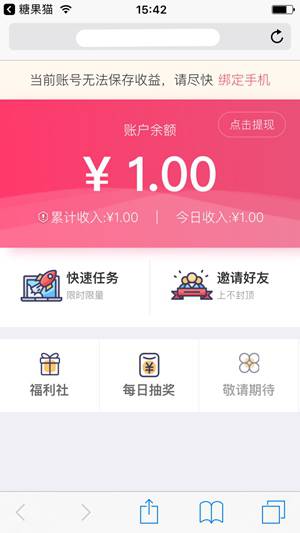 糖果猫
15:42
当前账号无法保存收益，请尽快 绑定手机
点击提现
账户余额
¥ 1.00
累计收入:¥1.00 | 今日收入:¥1.00
快速任务
限时限量
邀请好友
上不封顶
福利社
每日抽奖
敬请期待